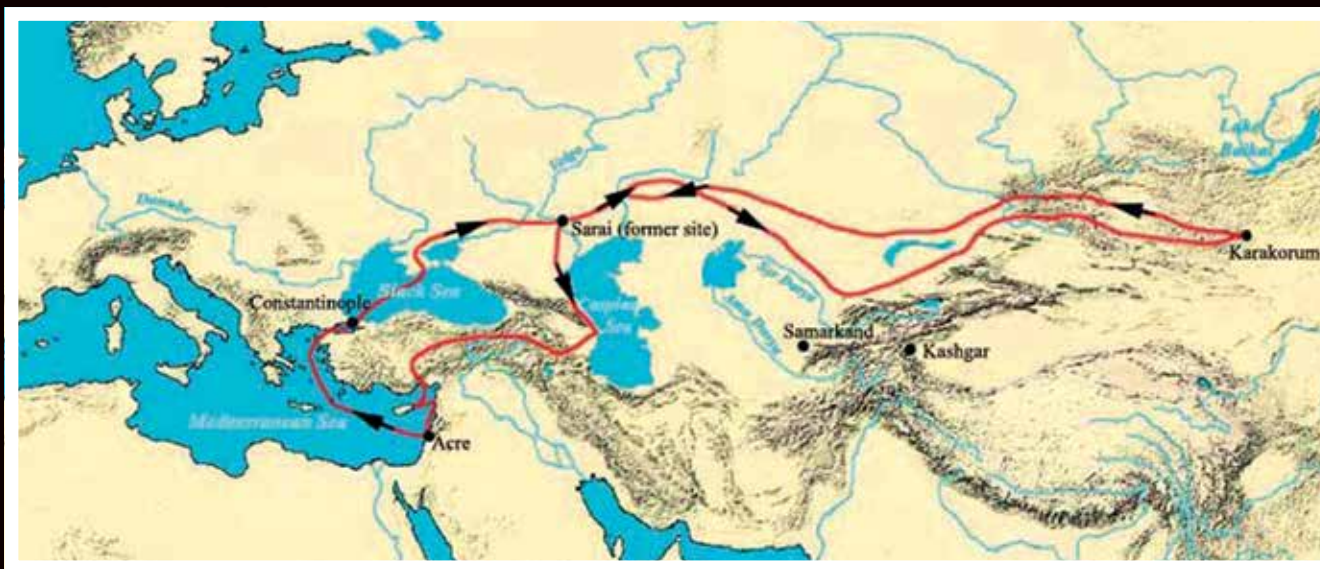 Lake
Baikal
Volga
Danube
Sarai (former site)
Karakorum
Constantinople
Black Sea
Caspian
Sea
Syr Darya
Amu Darya
Samarkand
Kashgar
Mediterranean Sea
Acre